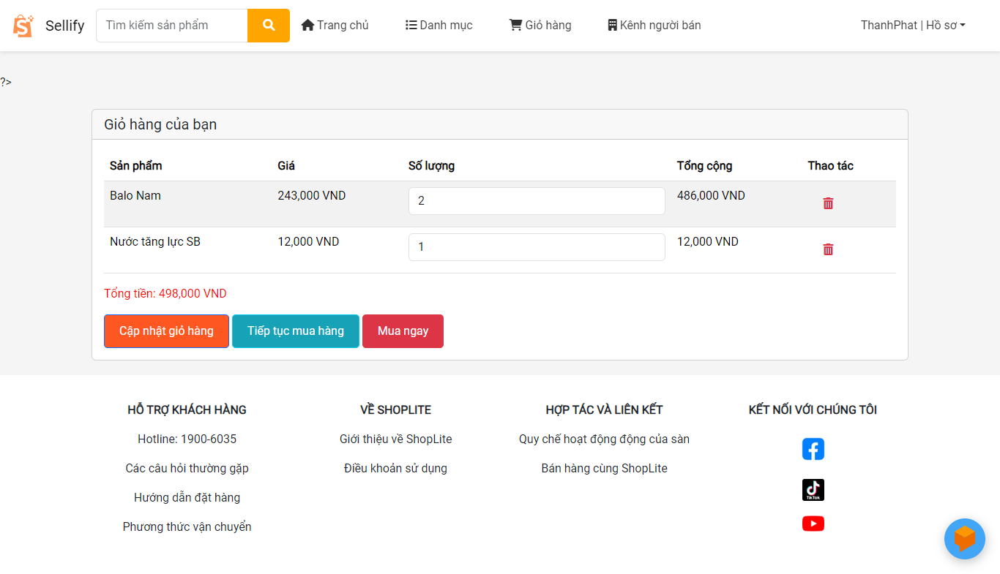 Sellify Tìm kiếm sản phẩm Trang chủ Danh mục Giỏ hàng Kênh người bán ThanhPhat | Hồ sơ
?>
Giỏ hàng của bạn
Sản phẩm Giá Số lượng Tổng cộng Thao tác
Balo Nam 243,000 VND 2 486,000 VND
Nước tăng lực SB 12,000 VND 1 12,000 VND
Tổng tiền: 498,000 VND
Cập nhật giỏ hàng Tiếp tục mua hàng Mua ngay
HỖ TRỢ KHÁCH HÀNG VỀ SHOPLITE HỢP TÁC VÀ LIÊN KẾT KẾT NỐI VỚI CHÚNG TÔI
Hotline: 1900-6035 Giới thiệu về ShopLite Quy chế hoạt động động của sàn
Các câu hỏi thường gặp Điều khoản sử dụng Bán hàng cùng ShopLite
TikTok
Hướng dẫn đặt hàng
Phương thức vận chuyển